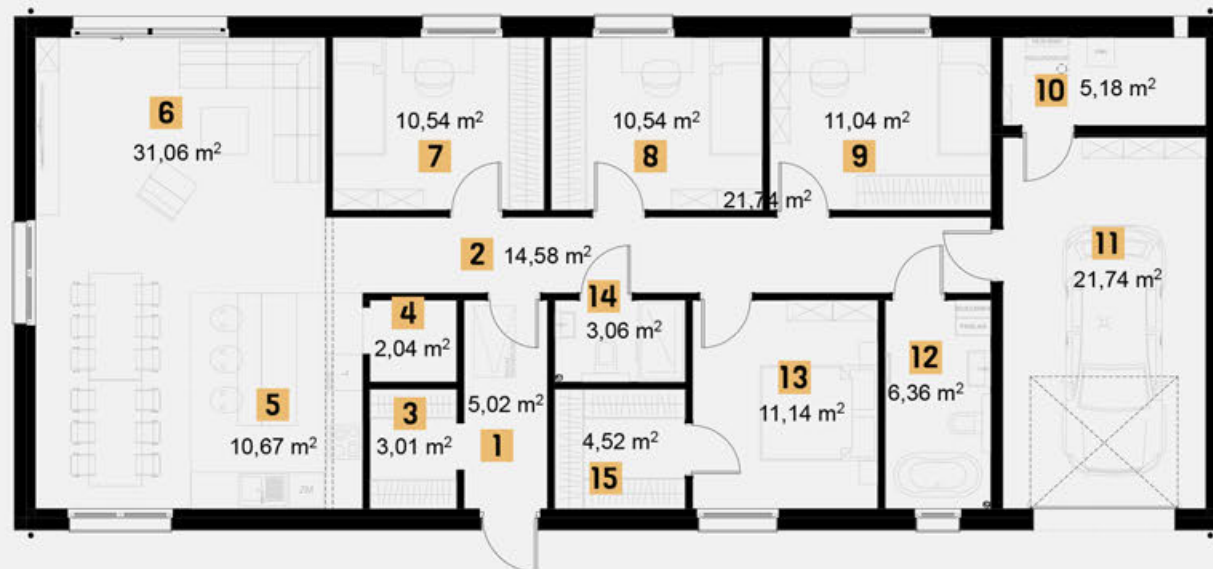 6
31,06 m²
10,54 m²
7
10,54 m²
8
11,04 m²
9
10
5,18 m²
21,74 m²
2
14,58 m²
11
21,74 m²
14
3,06 m²
4
2,04 m²
12
6,36 m²
13
11,14 m²
5
10,67 m²
3
3,01 m²
5,02 m²
1
4,52 m²
15
ZM
L